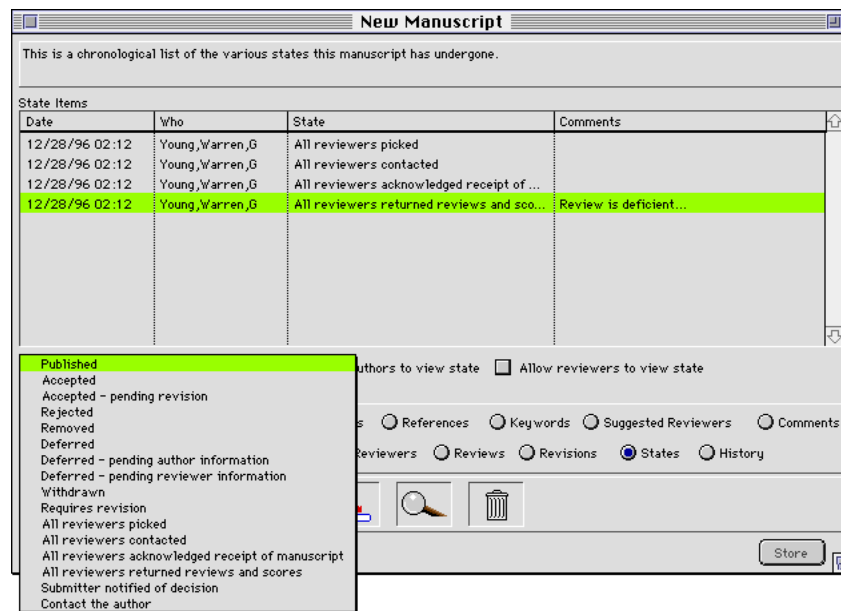 New Manuscript
This is a chronological list of the various states this manuscript has undergone.
State Items
Date Who State Comments
12/28/96 02:12 Young,Warren,G All reviewers picked
12/28/96 02:12 Young,Warren,G All reviewers contacted
12/28/96 02:12 Young,Warren,G All reviewers acknowledged receipt of ...
12/28/96 02:12 Young,Warren,G All reviewers returned reviews and sco... Review is deficient...
uthors to view state Allow reviewers to view state
s References Keywords Suggested Reviewers Comments
Reviewers Reviews Revisions States History
Published
Accepted
Accepted - pending revision
Rejected
Removed
Deferred
Deferred - pending author information
Deferred - pending reviewer information
Withdrawn
Requires revision
All reviewers picked
All reviewers contacted
All reviewers acknowledged receipt of manuscript
All reviewers returned reviews and scores
Submitter notified of decision
Contact the author
Store